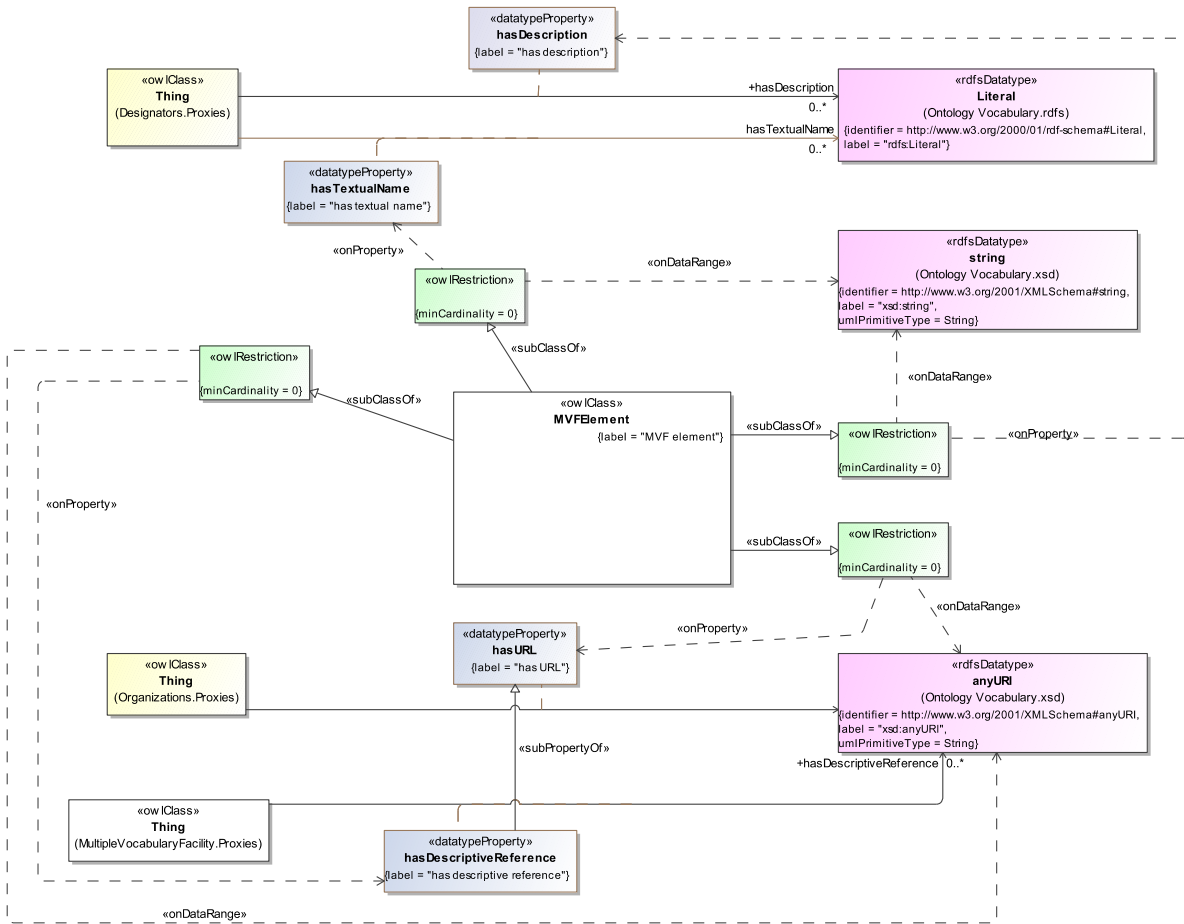 «datatypeProperty»
hasDescription
{label = "has description"}
«owlClass»
Thing
(Designators.Proxies)
+hasDescription
0..*
hasTextualName
0..*
«rdfsDatatype»
Literal
(Ontology Vocabulary.rdfs)
{identifier = http://www.w3.org/2000/01/rdf-schema#Literal,
label = "rdfs:Literal"}
«datatypeProperty»
hasTextualName
{label = "has textual name"}
«onProperty»
«owlRestriction»
{minCardinality = 0}
«onDataRange»
«rdfsDatatype»
string
(Ontology Vocabulary.xsd)
{identifier = http://www.w3.org/2001/XMLSchema#string,
label = "xsd:string",
umlPrimitiveType = String}
«subClassOf»
«owlRestriction»
{minCardinality = 0}
«subClassOf»
«onDataRange»
«owlClass»
MVFElement
{label = "MVF element"}
«subClassOf»
«owlRestriction»
{minCardinality = 0}
«onProperty»
«onProperty»
«subClassOf»
«owlRestriction»
{minCardinality = 0}
«onDataRange»
«onProperty»
«datatypeProperty»
hasURL
{label = "has URL"}
«owlClass»
Thing
(Organizations.Proxies)
«rdfsDatatype»
anyURI
(Ontology Vocabulary.xsd)
{identifier = http://www.w3.org/2001/XMLSchema#anyURI,
label = "xsd:anyURI",
umlPrimitiveType = String}
«subPropertyOf»
+hasDescriptiveReference
0..*
«owlClass»
Thing
(MultipleVocabularyFacility.Proxies)
«datatypeProperty»
hasDescriptiveReference
{label = "has descriptive reference"}
«onDataRange»